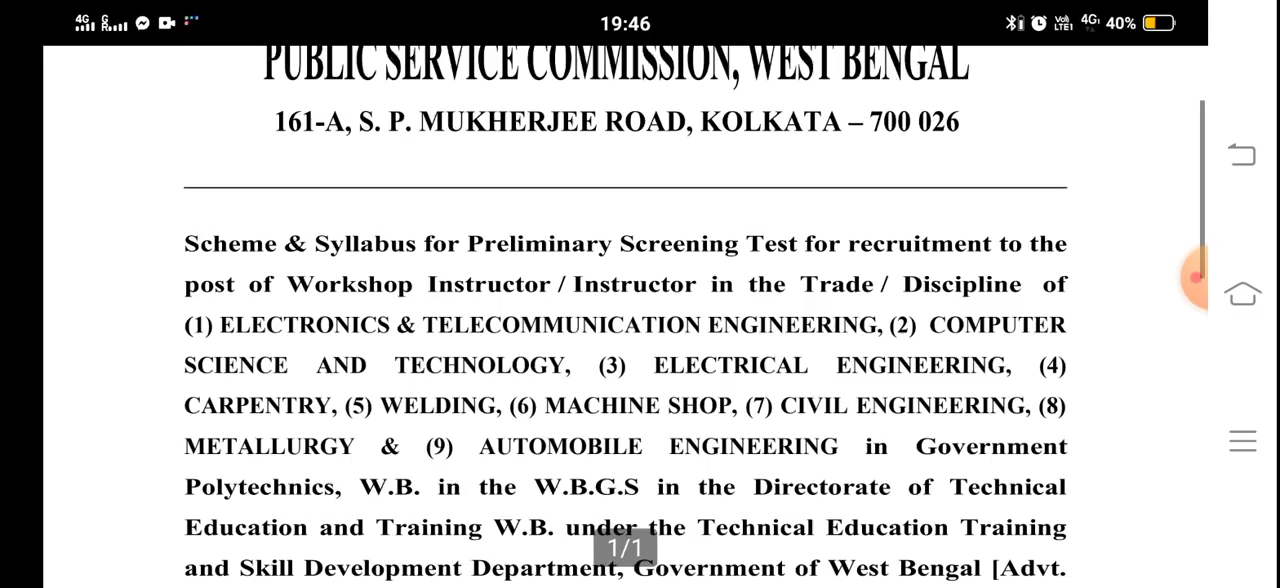 4G R 19:46 Vo) LTE1 4G 40%
PUBLIC SERVICE COMMISSION, WEST BENGAL
161-A, S. P. MUKHERJEE ROAD, KOLKATA – 700 026
Scheme & Syllabus for Preliminary Screening Test for recruitment to the
post of Workshop Instructor / Instructor in the Trade / Discipline of
(1) ELECTRONICS & TELECOMMUNICATION ENGINEERING, (2) COMPUTER
SCIENCE AND TECHNOLOGY, (3) ELECTRICAL ENGINEERING, (4)
CARPENTRY, (5) WELDING, (6) MACHINE SHOP, (7) CIVIL ENGINEERING, (8)
METALLURGY & (9) AUTOMOBILE ENGINEERING in Government
Polytechnics, W.B. in the W.B.G.S in the Directorate of Technical
Education and Training W.B. under the Technical Education Training
1/1
and Skill Development Department, Government of West Bengal [Advt.